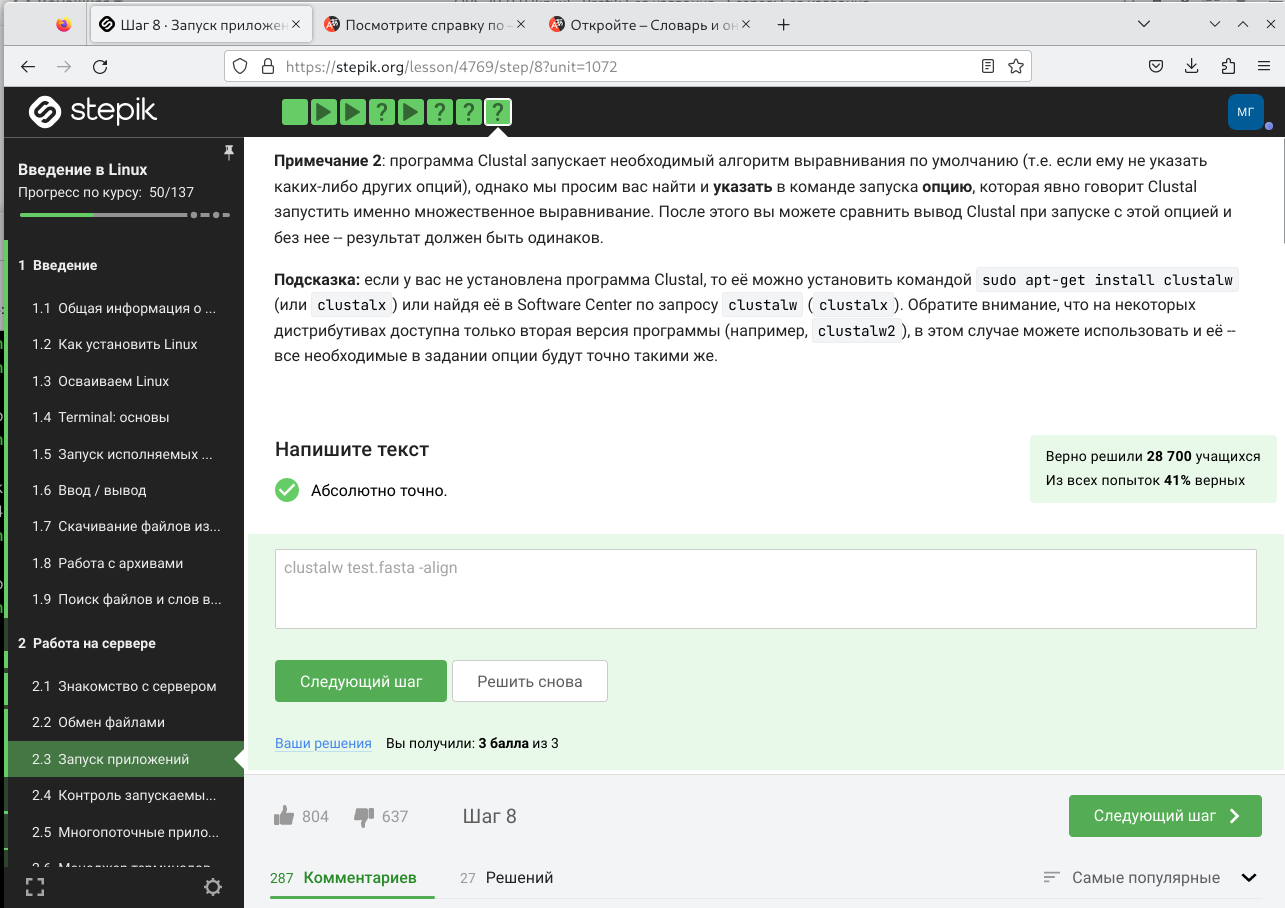 Шаг 8 · Запуск приложен
Посмотрите справку по –
Откройте – Словарь и он
https://stepik.org/lesson/4769/step/8?unit=1072
stepik
МГ
Введение в Linux
Прогресс по курсу: 50/137
1 Введение
1.1 Общая информация о ...
1.2 Как установить Linux
1.3 Осваиваем Linux
1.4 Terminal: основы
1.5 Запуск исполняемых ...
1.6 Ввод / вывод
1.7 Скачивание файлов из...
1.8 Работа с архивами
1.9 Поиск файлов и слов в...
2 Работа на сервере
2.1 Знакомство с сервером
2.2 Обмен файлами
2.3 Запуск приложений
2.4 Контроль запускаемы...
2.5 Многопоточные прило...
2.6 Менеджер терминалов
Примечание 2: программа Clustal запускает необходимый алгоритм выравнивания по умолчанию (т.е. если ему не указать
каких-либо других опций), однако мы просим вас найти и указать в команде запуска опцию, которая явно говорит Clustal
запустить именно множественное выравнивание. После этого вы можете сравнить вывод Clustal при запуске с этой опцией и
без нее -- результат должен быть одинаков.
Подсказка: если у вас не установлена программа Clustal, то её можно установить командой sudo apt-get install clustalw
(или clustalx ) или найдя её в Software Center по запросу clustalw ( clustalx ). Обратите внимание, что на некоторых
дистрибутивах доступна только вторая версия программы (например, clustalw2 ), в этом случае можете использовать и её --
все необходимые в задании опции будут точно такими же.
Напишите текст
Абсолютно точно.
Верно решили 28 700 учащихся
Из всех попыток 41% верных
clustalw test.fasta -align
Следующий шаг
Решить снова
Ваши решения Вы получили: 3 балла из 3
804 637 Шаг 8
Следующий шаг
287 Комментариев 27 Решений
Самые популярные